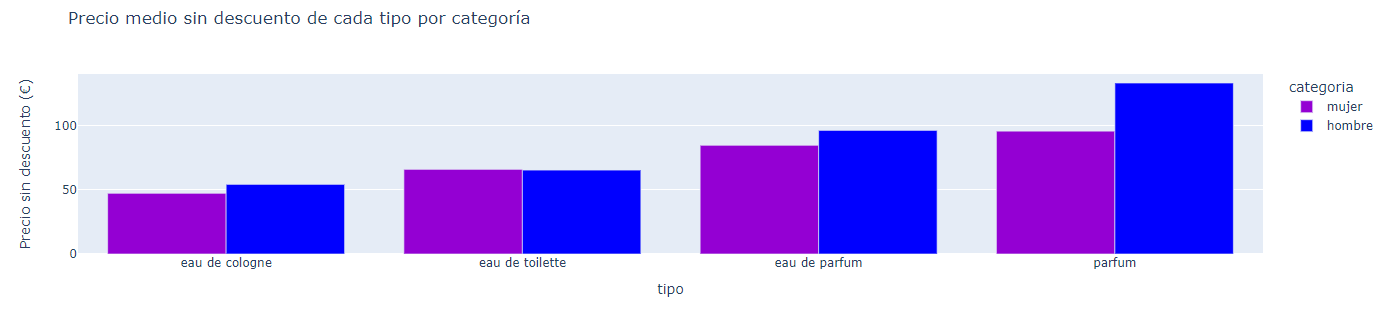 Precio medio sin descuento de cada tipo por categoría
Precio sin descuento (€)
100
50
0
eau de cologne
eau de toilette
eau de parfum
parfum
tipo
categoria
mujer
hombre